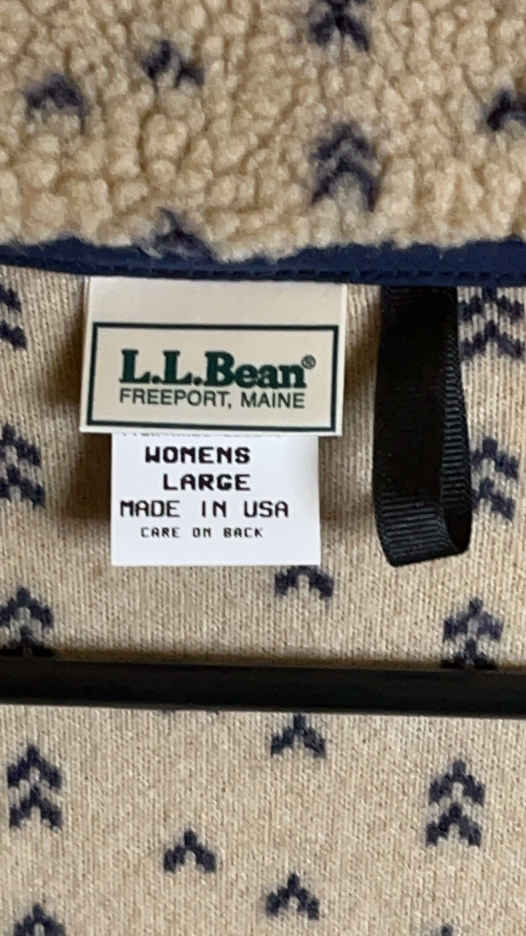 L.L.Bean®
FREEPORT, MAINE
WOMENS
LARGE
MADE IN USA
CARE ON BACK